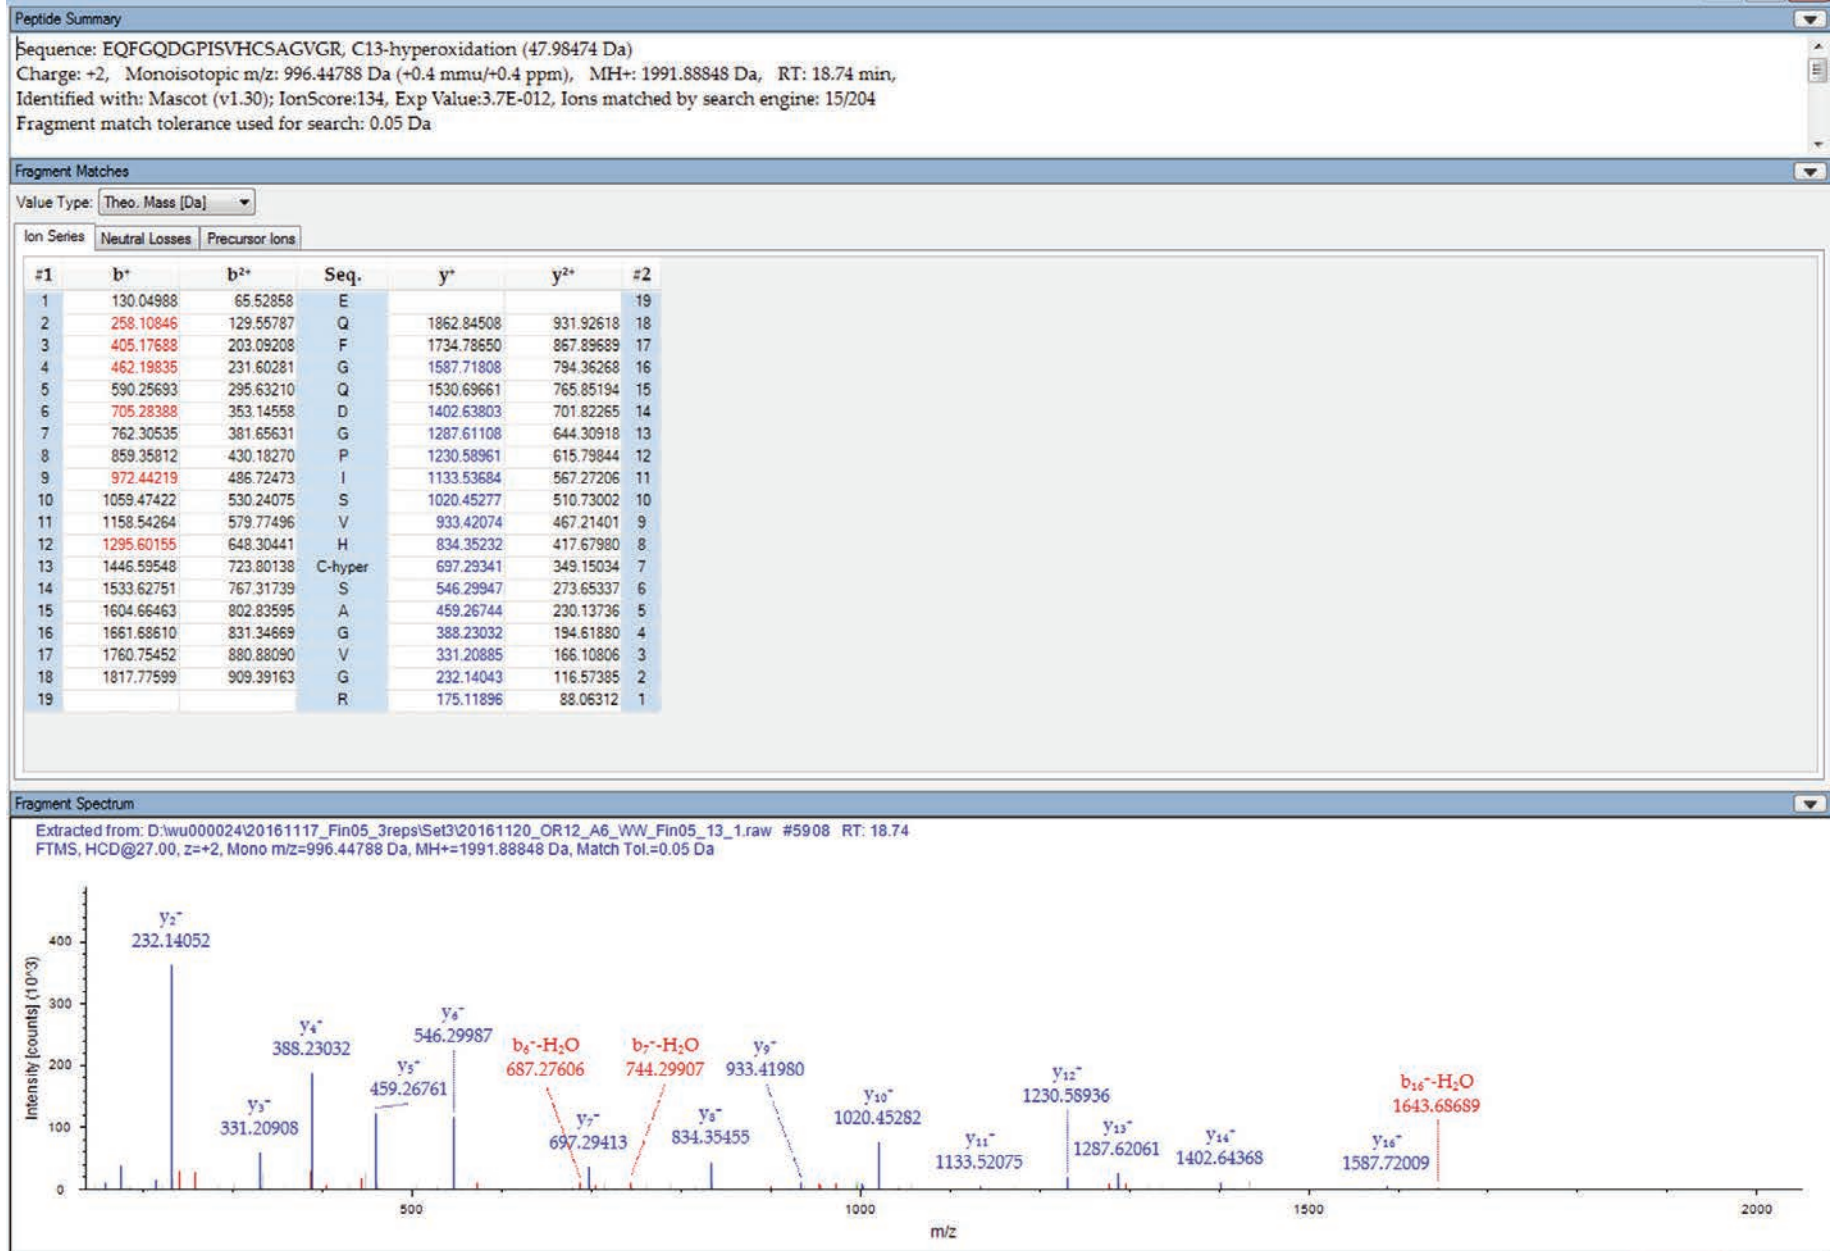 Peptide Summary
Sequence: EQFGQDGPISVHCSAGVGR, C13-hyperoxidation (47.98474 Da)
Charge: +2, Monoisotopic m/z: 996.44788 Da (+0.4 mmu/+0.4 ppm), MH+: 1991.88848 Da, RT: 18.74 min,
Identified with: Mascot (v1.30); IonScore:134, Exp Value:3.7E-012, Ions matched by search engine: 15/204
Fragment match tolerance used for search: 0.05 Da
Fragment Matches
Value Type: Theo. Mass [Da]
Ion Series Neutral Losses Precursor Ions
#1 b⁺ b²⁺ Seq. y⁺ y²⁺ #2
1 130.04988 65.52858 E 19
2 258.10846 129.55787 Q 1862.84508 931.92618 18
3 405.17688 203.09208 F 1734.78650 867.89689 17
4 462.19835 231.60281 G 1587.71808 794.36268 16
5 590.25693 295.63210 Q 1530.69661 765.85194 15
6 705.28388 353.14558 D 1402.63803 701.82265 14
7 762.30535 381.65631 G 1287.61108 644.30918 13
8 859.35812 430.18270 P 1230.58961 615.79844 12
9 972.44219 486.72473 I 1133.53684 567.27206 11
10 1059.47422 530.24075 S 1020.45277 510.73002 10
11 1158.54264 579.77496 V 933.42074 467.21401 9
12 1295.60155 648.30441 H 834.35232 417.67980 8
13 1446.59548 723.80138 C-hyper 697.29341 349.15034 7
14 1533.62751 767.31739 S 546.29947 273.65337 6
15 1604.66463 802.83595 A 459.26744 230.13736 5
16 1661.68610 831.34669 G 388.23032 194.61880 4
17 1760.75452 880.88090 V 331.20885 166.10806 3
18 1817.77599 909.39163 G 232.14043 116.57385 2
19 R 175.11896 88.06312 1
Fragment Spectrum
Extracted from: D:\wu000024\20161117_Fin05_3reps\Set3\20161120_OR12_A6_WW_Fin05_13_1.raw #5908 RT: 18.74
FTMS, HCD@27.00, z=+2, Mono m/z=996.44788 Da, MH+=1991.88848 Da, Match Tol.=0.05 Da
Intensity [counts] (10^3)
400
300
200
100
0
y₂⁺
232.14052
y₃⁺
331.20908
y₄⁺
388.23032
y₅⁺
459.26761
y₆⁺
546.29987
b₆⁺-H₂O
687.27606
y₇⁺
697.29413
b₇⁺-H₂O
744.29907
y₈⁺
834.35455
y₉⁺
933.41980
y₁₀⁺
1020.45282
y₁₁⁺
1133.52075
y₁₂⁺
1230.58936
y₁₃⁺
1287.62061
y₁₄⁺
1402.64368
y₁₆⁺
1587.72009
b₁₆⁺-H₂O
1643.68689
500 1000 1500 2000
m/z